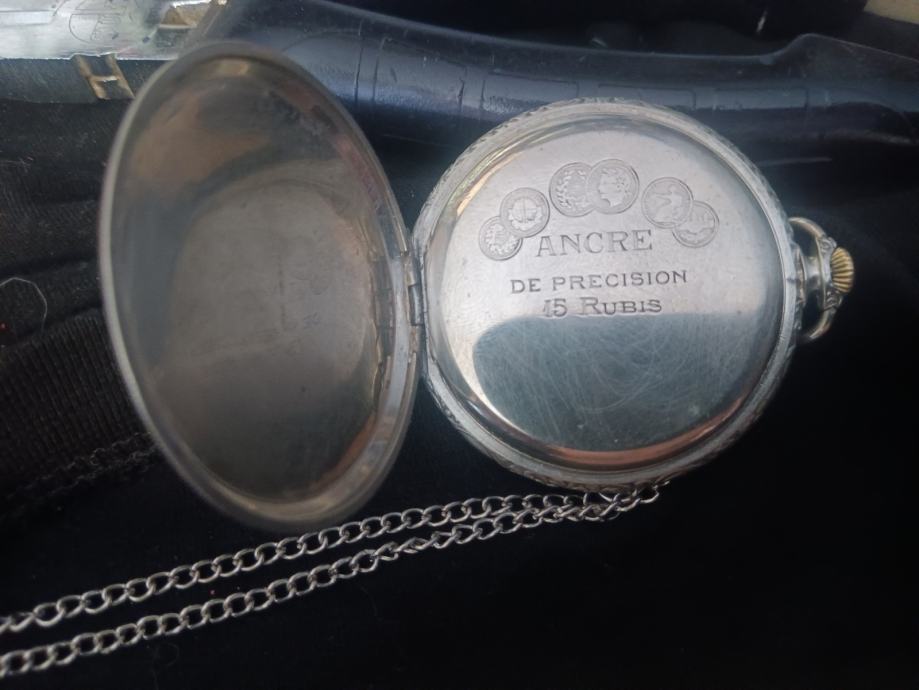 ANCRE
DE PRECISION
15 RUBIS